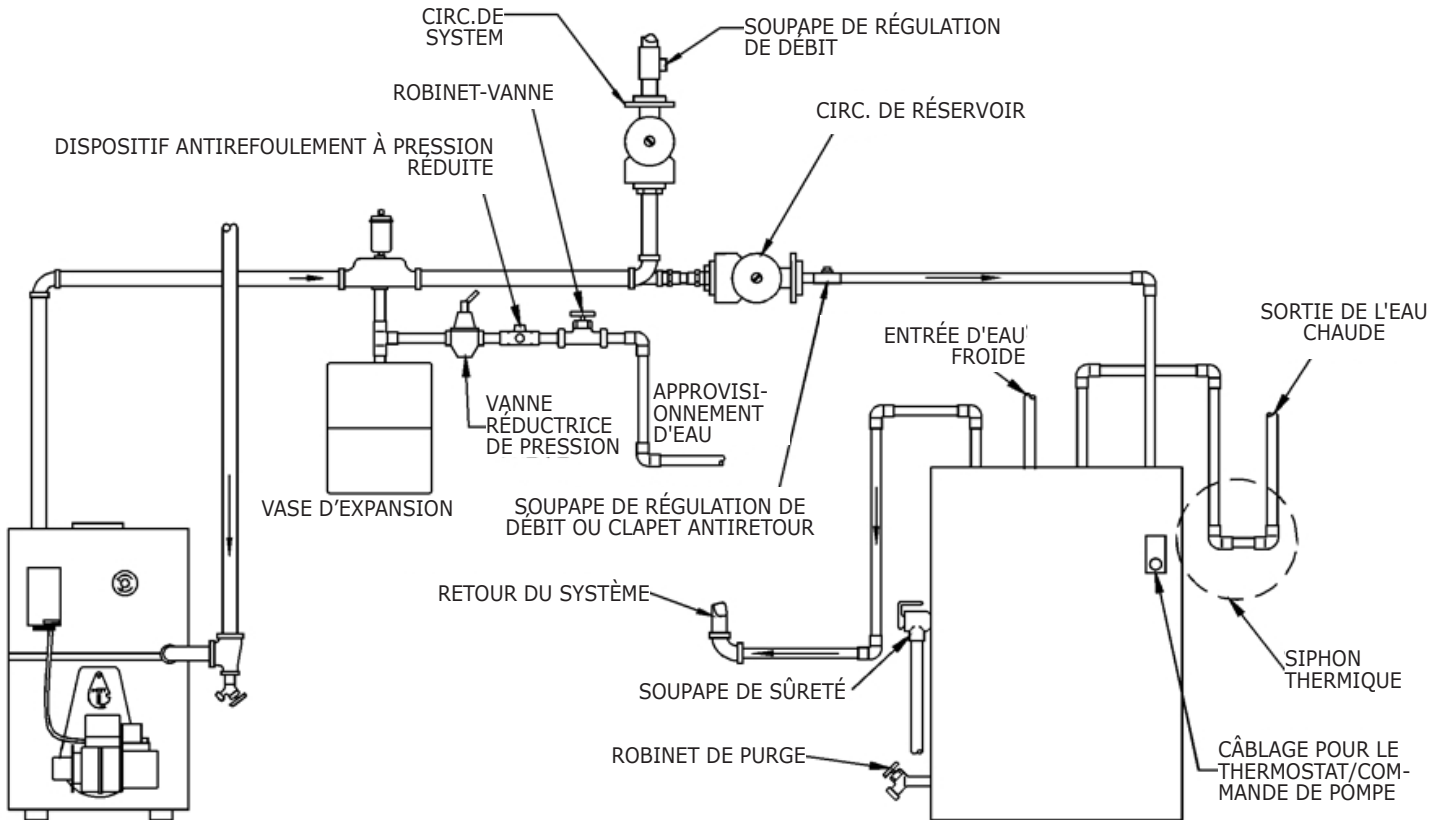 CIRC.DE
SYSTEM
SOUPAPE DE RÉGULATION
DE DÉBIT
ROBINET-VANNE
CIRC. DE RÉSERVOIR
DISPOSITIF ANTIREFOULEMENT À PRESSION
RÉDUITE
SORTIE DE L'EAU
CHAUDE
ENTRÉE D'EAU
FROIDE
VANNE
RÉDUCTRICE
DE PRESSION
APPROVISI-
ONNEMENT
D'EAU
VASE D’EXPANSION
SOUPAPE DE RÉGULATION DE
DÉBIT OU CLAPET ANTIRETOUR
RETOUR DU SYSTÈME
SIPHON
THERMIQUE
SOUPAPE DE SÛRETÉ
ROBINET DE PURGE
CÂBLAGE POUR LE
THERMOSTAT/COM-
MANDE DE POMPE